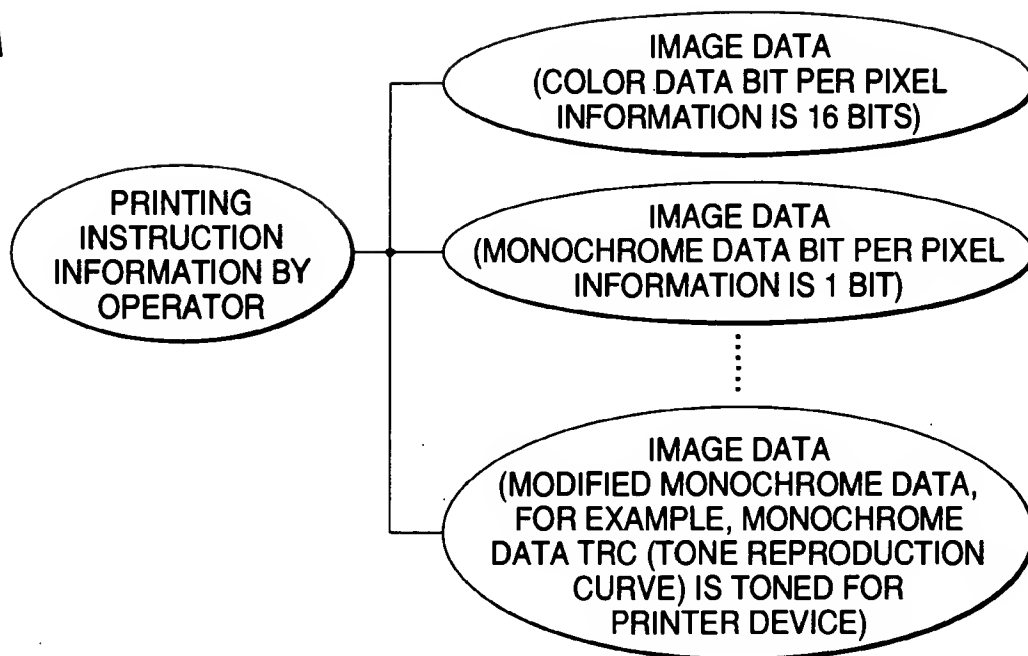 PRINTING
INSTRUCTION
INFORMATION BY
OPERATOR
IMAGE DATA
(COLOR DATA BIT PER PIXEL
INFORMATION IS 16 BITS)
IMAGE DATA
(MONOCHROME DATA BIT PER PIXEL
INFORMATION IS 1 BIT)
IMAGE DATA
(MODIFIED MONOCHROME DATA,
FOR EXAMPLE, MONOCHROME
DATA TRC (TONE REPRODUCTION
CURVE) IS TONED FOR
PRINTER DEVICE)